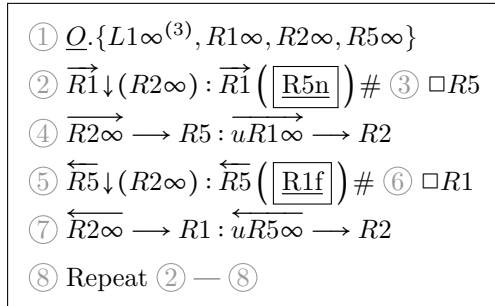 ① O.{L1∞⁽³⁾, R1∞, R2∞, R5∞}
② R1→↓(R2∞) : R1→( R5n ) # ③ □R5
④ R2∞→ ⟶ R5 : uR1∞→ ⟶ R2
⑤ R5←↓(R2∞) : R5←( R1f ) # ⑥ □R1
⑦ R2∞← ⟶ R1 : uR5∞← ⟶ R2
⑧ Repeat ② — ⑧